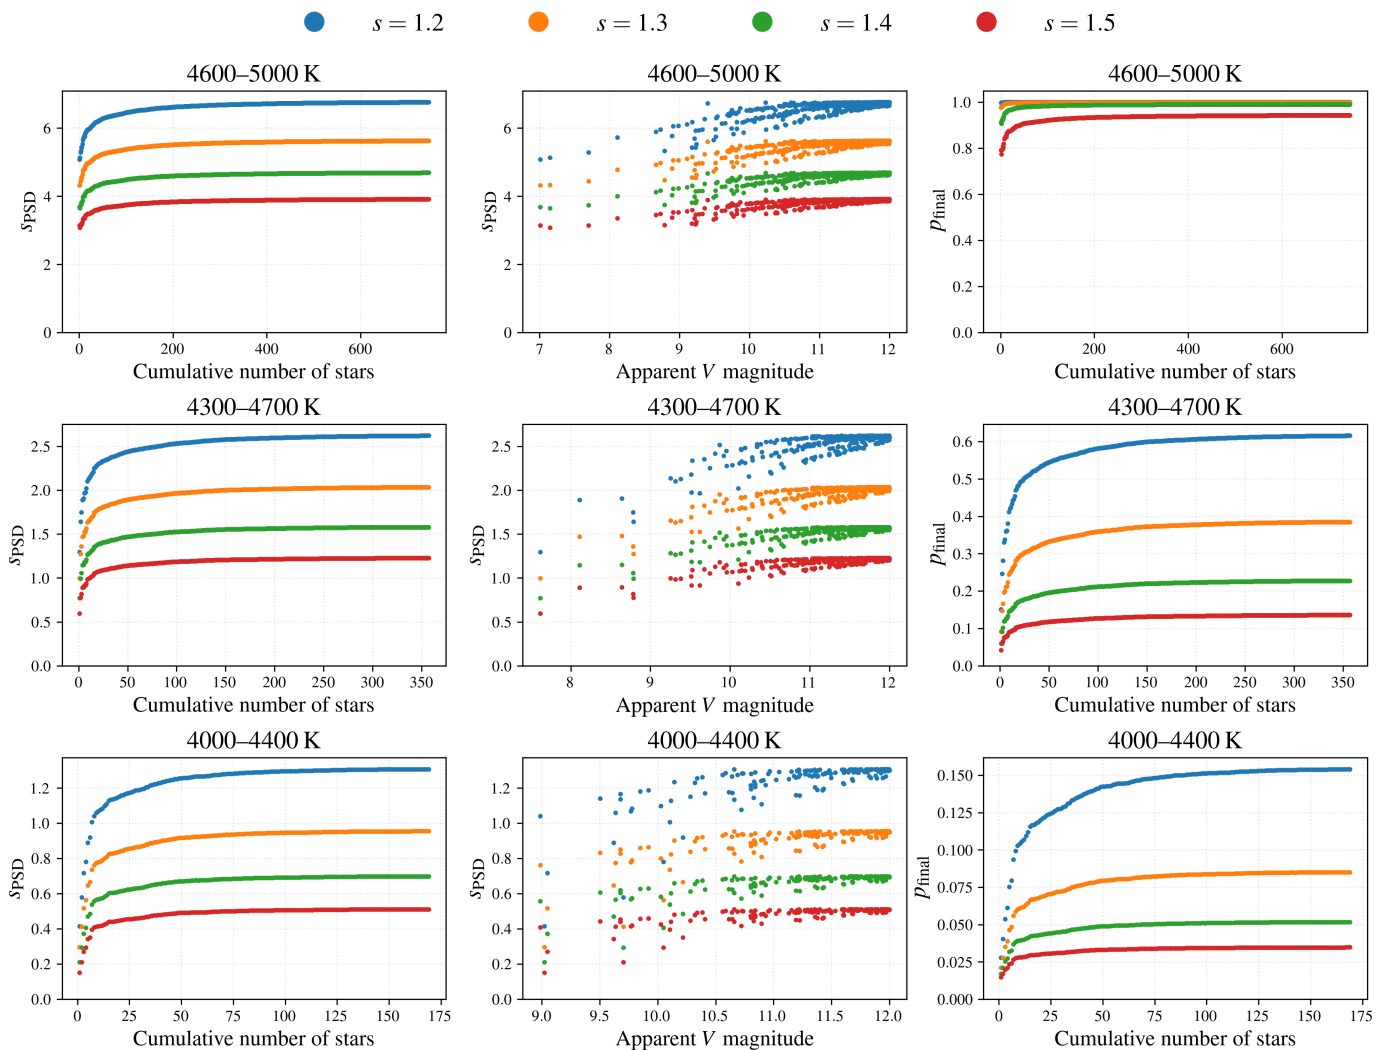 s = 1.2 s = 1.3 s = 1.4 s = 1.5
4600–5000 K 4600–5000 K 4600–5000 K
sPSD
6
4
2
0
0 200 400 600
Cumulative number of stars
sPSD
6
4
2
0
7 8 9 10 11 12
Apparent V magnitude
pfinal
1.0
0.8
0.6
0.4
0.2
0.0
0 200 400 600
Cumulative number of stars
4300–4700 K 4300–4700 K 4300–4700 K
sPSD
2.5
2.0
1.5
1.0
0.5
0.0
0 50 100 150 200 250 300 350
Cumulative number of stars
sPSD
2.5
2.0
1.5
1.0
0.5
0.0
8 9 10 11 12
Apparent V magnitude
pfinal
0.6
0.5
0.4
0.3
0.2
0.1
0.0
0 50 100 150 200 250 300 350
Cumulative number of stars
4000–4400 K 4000–4400 K 4000–4400 K
sPSD
1.2
1.0
0.8
0.6
0.4
0.2
0.0
0 25 50 75 100 125 150 175
Cumulative number of stars
sPSD
1.2
1.0
0.8
0.6
0.4
0.2
0.0
9.0 9.5 10.0 10.5 11.0 11.5 12.0
Apparent V magnitude
pfinal
0.150
0.125
0.100
0.075
0.050
0.025
0.000
0 25 50 75 100 125 150 175
Cumulative number of stars